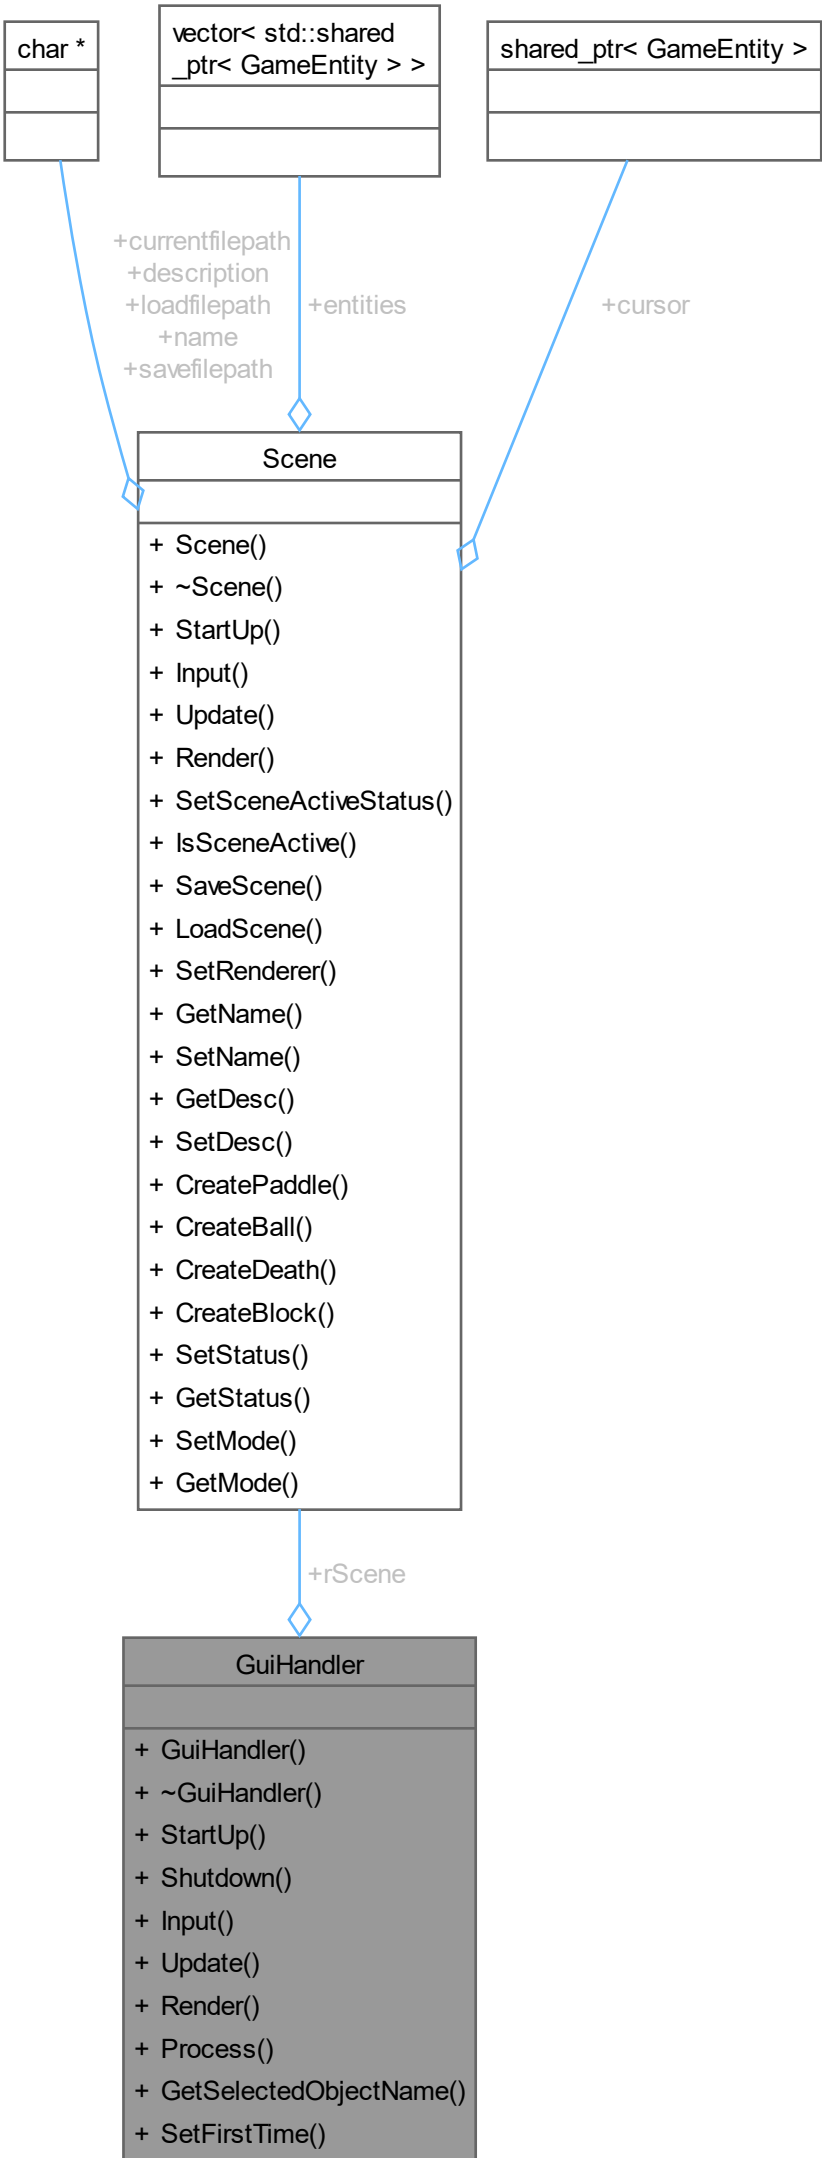 char *
vector< std::shared
_ptr< GameEntity > >
shared_ptr< GameEntity >
+currentfilepath
+description
+loadfilepath
+name
+savefilepath
+entities
+cursor
Scene
+ Scene()
+ ~Scene()
+ StartUp()
+ Input()
+ Update()
+ Render()
+ SetSceneActiveStatus()
+ IsSceneActive()
+ SaveScene()
+ LoadScene()
+ SetRenderer()
+ GetName()
+ SetName()
+ GetDesc()
+ SetDesc()
+ CreatePaddle()
+ CreateBall()
+ CreateDeath()
+ CreateBlock()
+ SetStatus()
+ GetStatus()
+ SetMode()
+ GetMode()
+rScene
GuiHandler
+ GuiHandler()
+ ~GuiHandler()
+ StartUp()
+ Shutdown()
+ Input()
+ Update()
+ Render()
+ Process()
+ GetSelectedObjectName()
+ SetFirstTime()